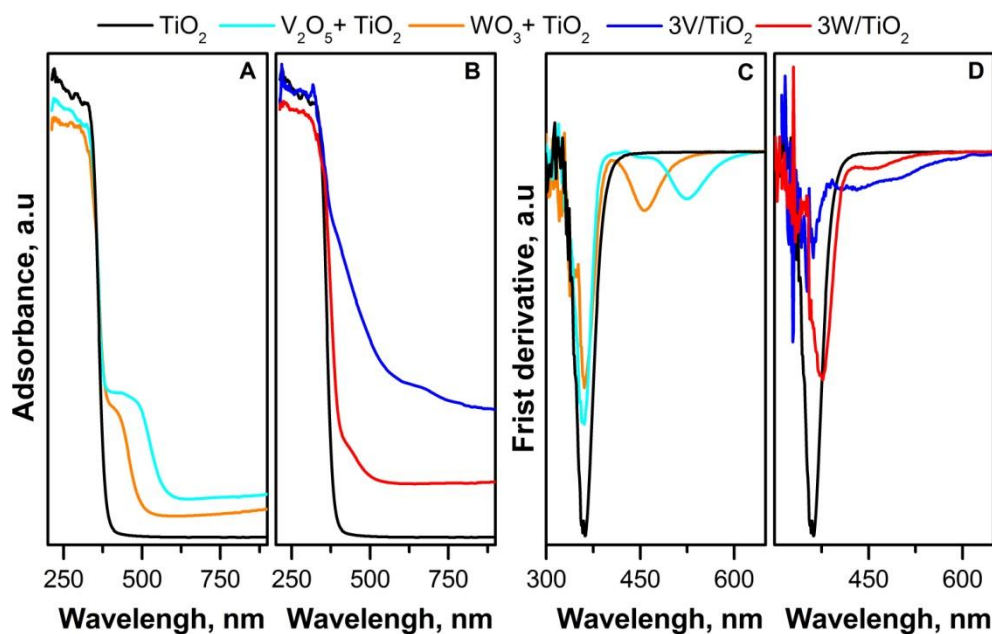 TiO₂ V₂O₅+ TiO₂ WO₃+ TiO₂ 3V/TiO₂ 3W/TiO₂
A B C D
Adsorbance, a.u
Frist derivative, a.u
250 500 750 250 500 750 300 450 600 450 600
Wavelengh, nm Wavelengh, nm Wavelengh, nm Wavelengh, nm